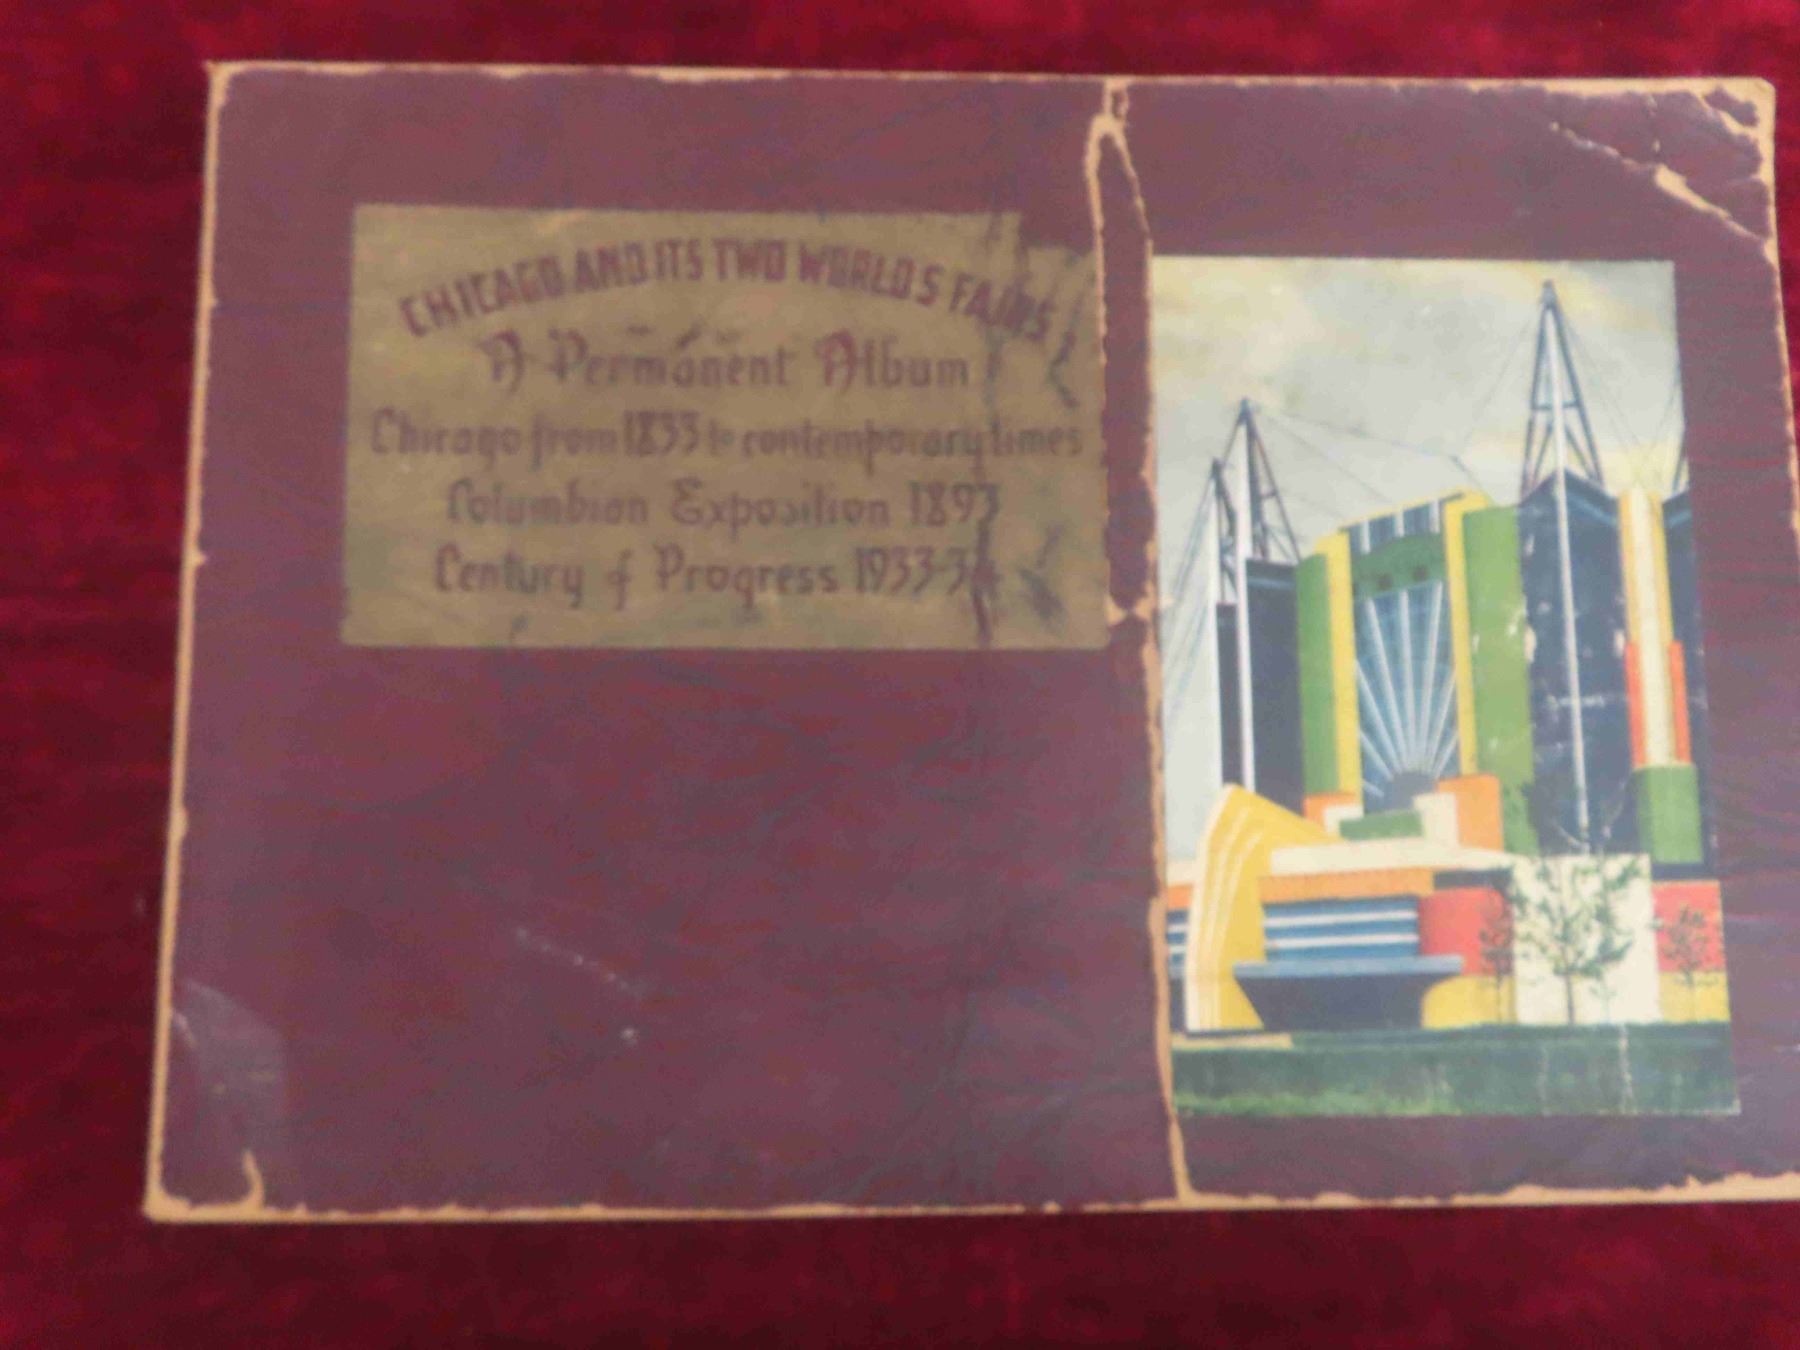 CHICAGO AND ITS TWO WORLDS FAIRS
A Permanent Album
Chicago from 1833 to contemporary times
Columbian Exposition 1893
Century of Progress 1933-34